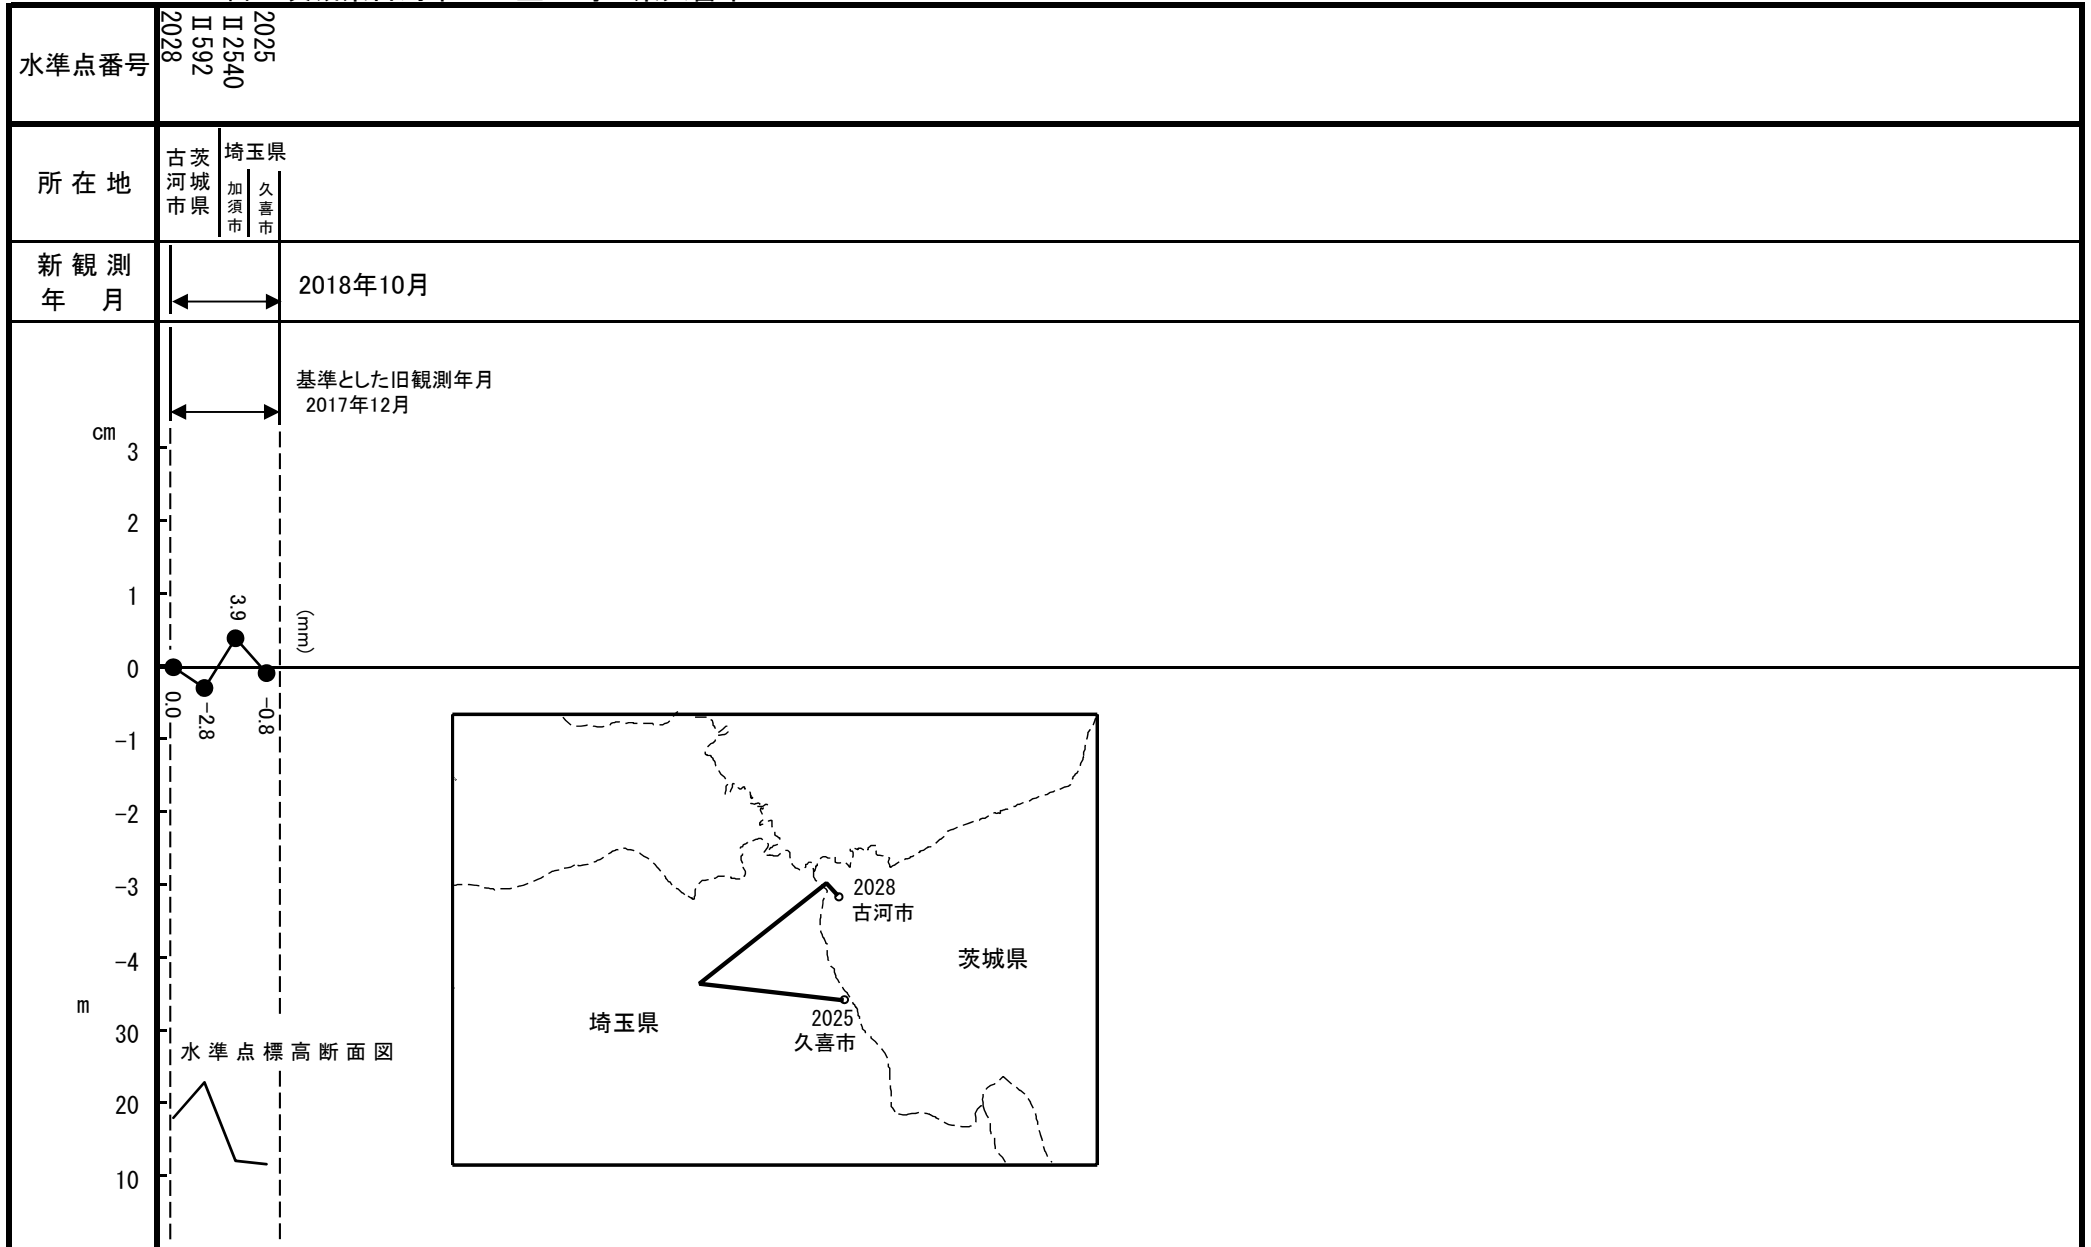 水準点番号
2028
Ⅱ592
Ⅱ2540
2025
所在地
茨城県
古河市
埼玉県
加須市
久喜市
新観測
年 月
2018年10月
基準とした旧観測年月
2017年12月
cm
3
2
1
0
-1
-2
-3
-4
(mm)
0.0
-2.8
3.9
-0.8
m
30
20
10
水準点標高断面図
2028
古河市
茨城県
埼玉県
2025
久喜市